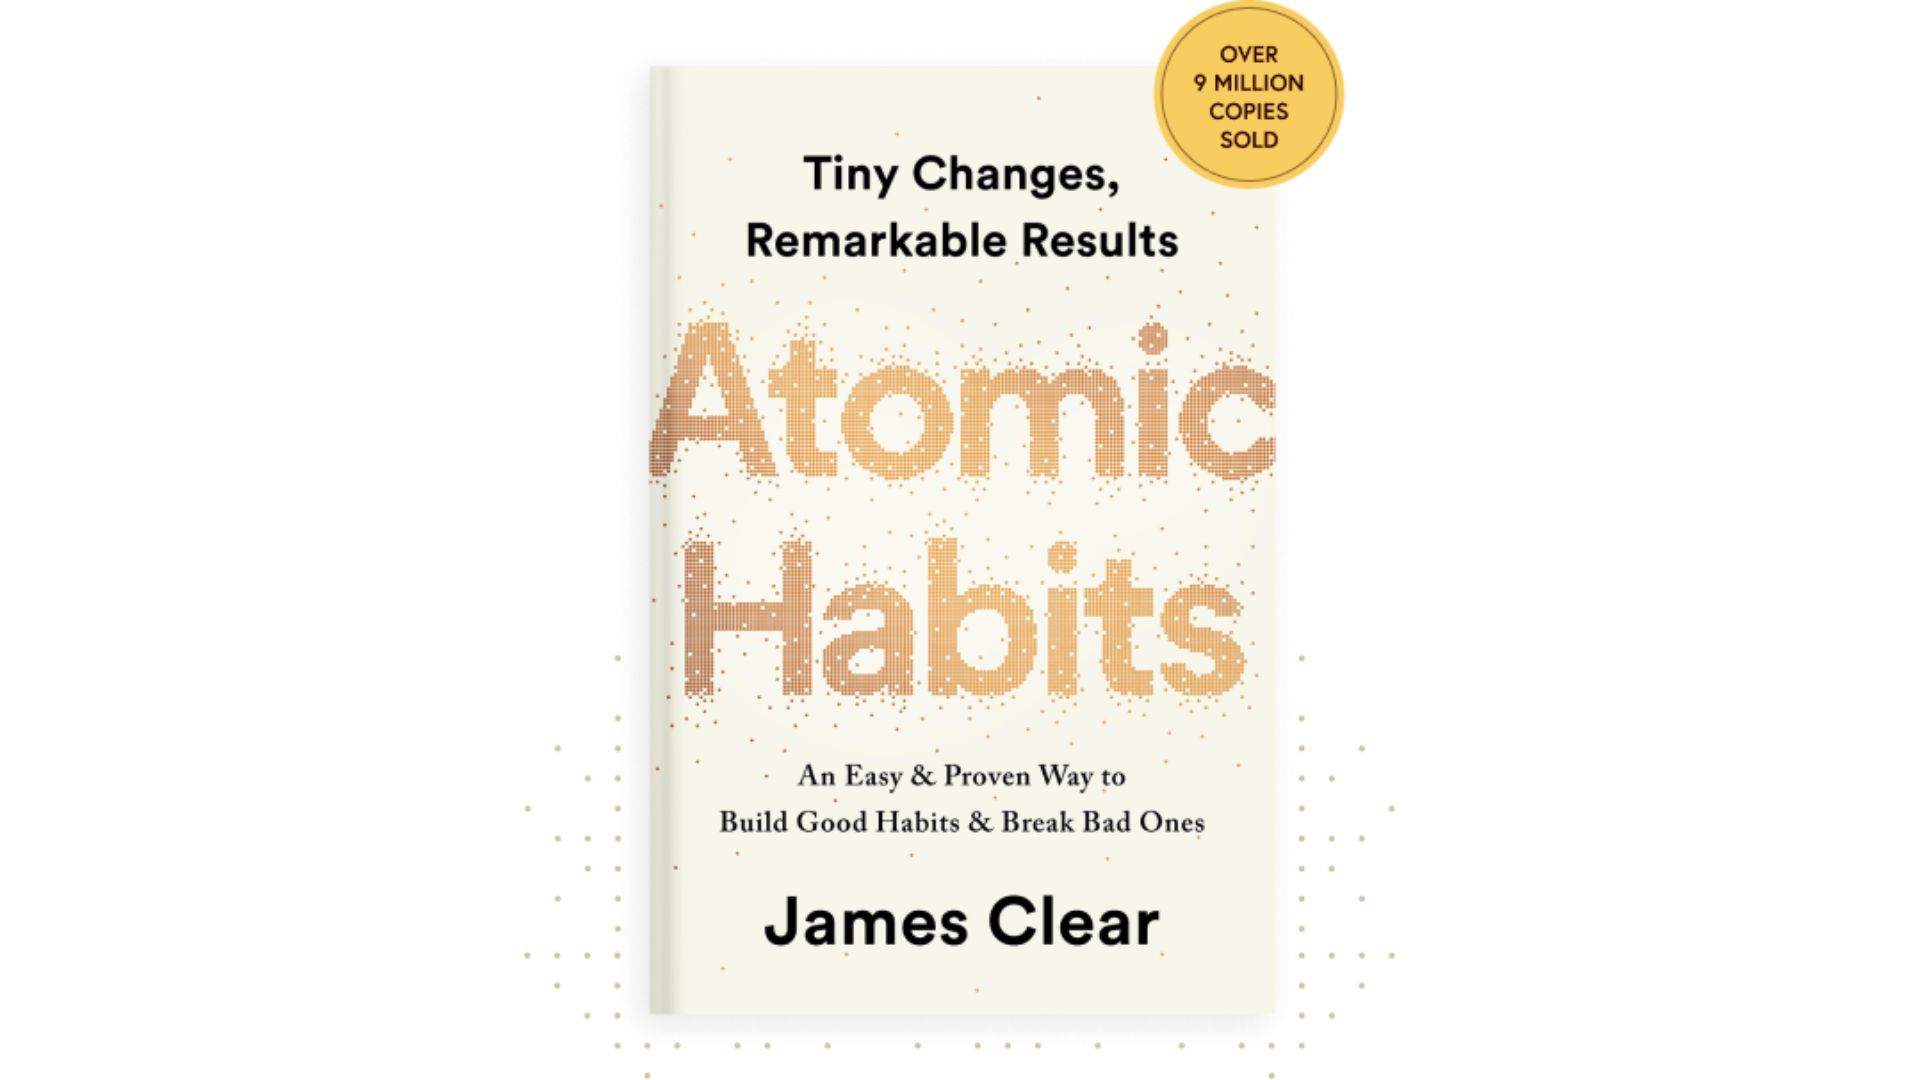 OVER
9 MILLION
COPIES
SOLD
Tiny Changes,
Remarkable Results
Atomic
Habits
An Easy & Proven Way to
Build Good Habits & Break Bad Ones
James Clear